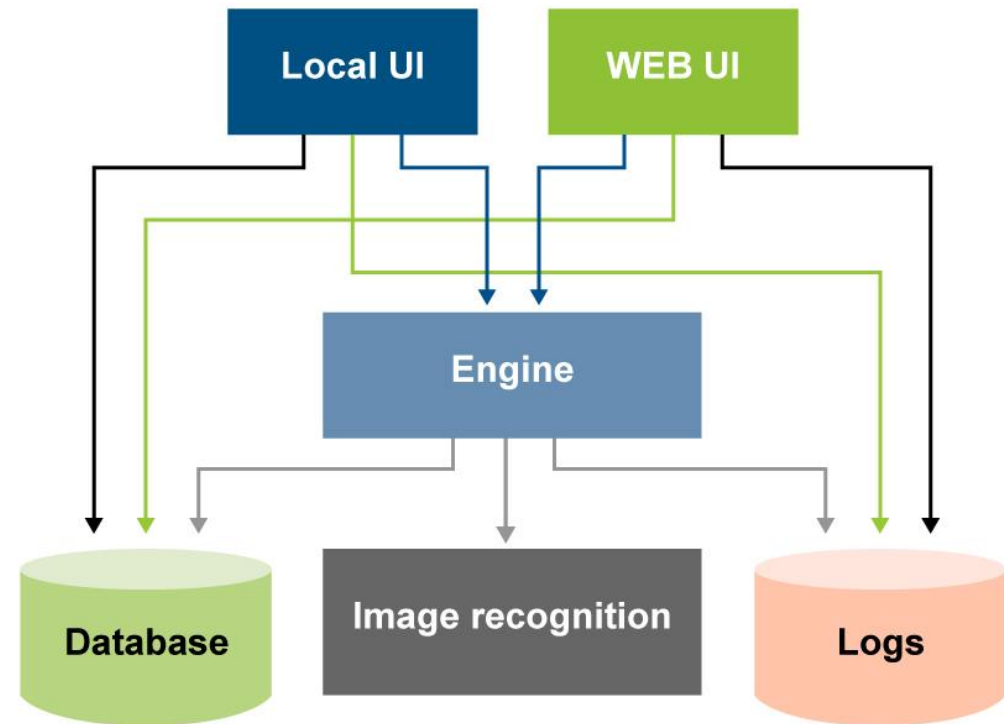 Local UI
WEB UI
Engine
Database
Image recognition
Logs